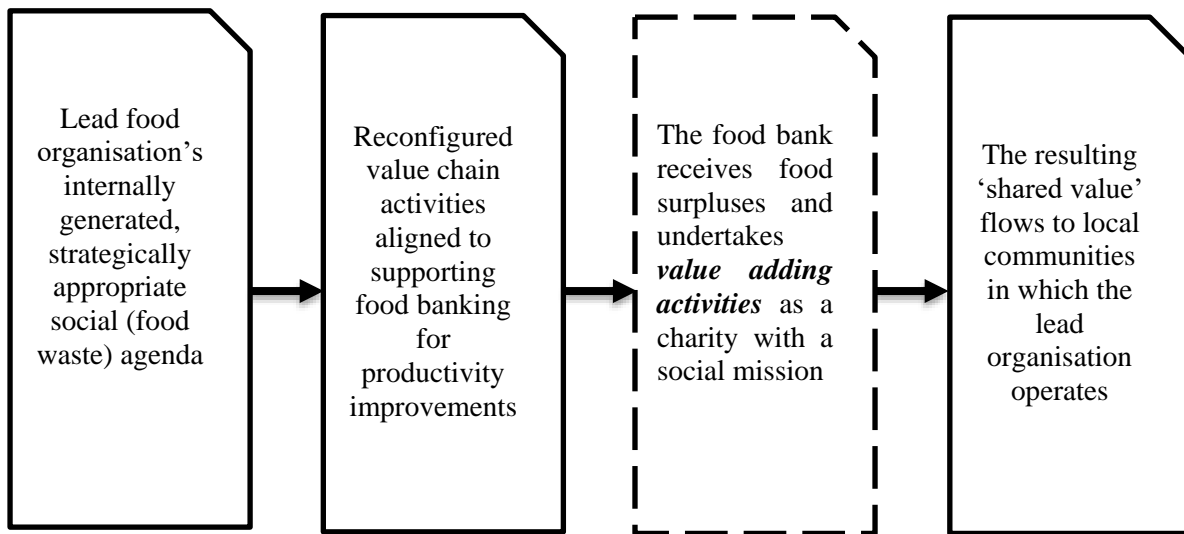 Lead food
organisation’s
internally
generated,
strategically
appropriate
social (food
waste) agenda
Reconfigured
value chain
activities
aligned to
supporting
food banking
for
productivity
improvements
The food bank
receives food
surpluses and
undertakes
value adding
activities as a
charity with a
social mission
The resulting
‘shared value’
flows to local
communities
in which the
lead
organisation
operates